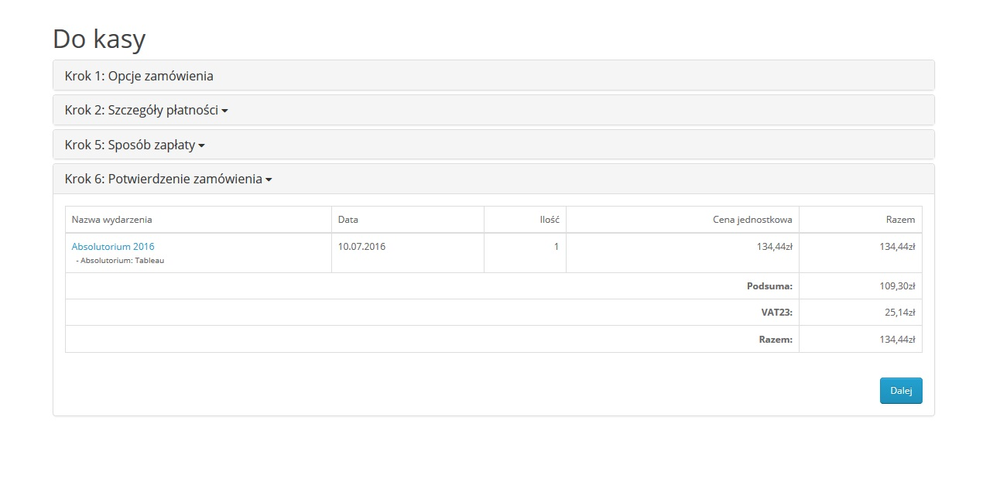 Do kasy
Krok 1: Opcje zamówienia
Krok 2: Szczegóły płatności
Krok 5: Sposób zapłaty
Krok 6: Potwierdzenie zamówienia
Nazwa wydarzenia Data Ilość Cena jednostkowa Razem
Absolutorium 2016 10.07.2016 1 134,44zł 134,44zł
- Absolutorium: Tableau
Podsuma: 109,30zł
VAT23: 25,14zł
Razem: 134,44zł
Dalej